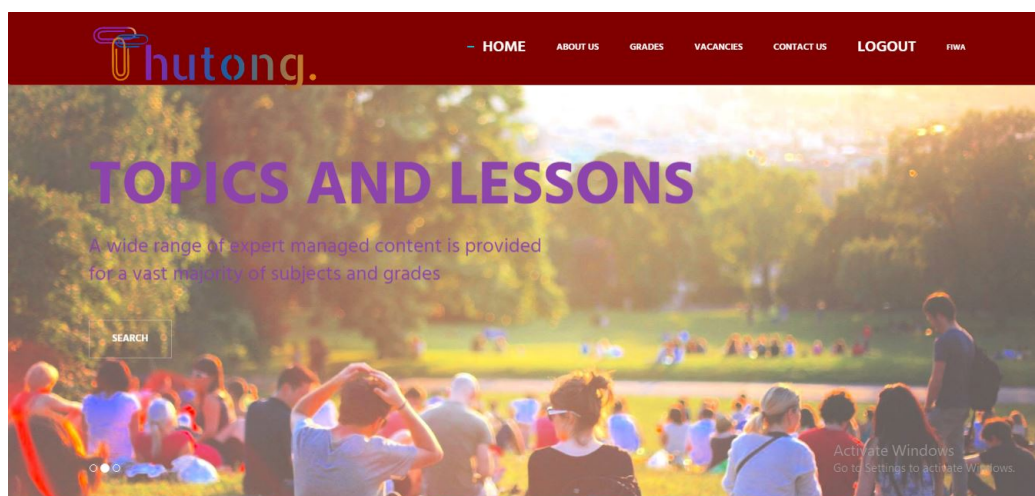 Thutong.
HOME ABOUT US GRADES VACANCIES CONTACT US LOGOUT FIWA
TOPICS AND LESSONS
A wide range of expert managed content is provided
for a vast majority of subjects and grades
SEARCH
Activate Windows
Go to Settings to activate Windows.